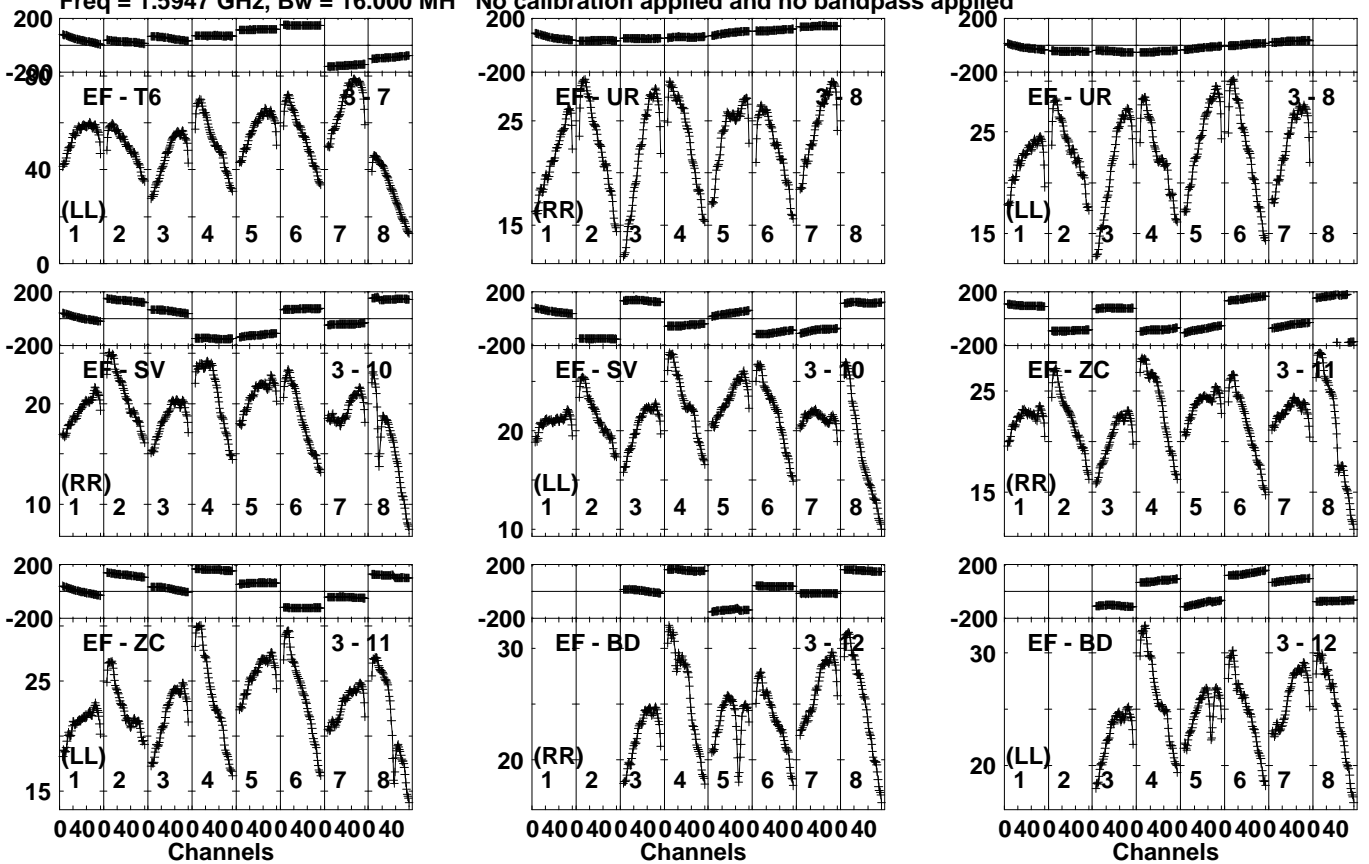 Freq = 1.5947 GHz, Bw = 16.000 MH No calibration applied and no bandpass applied
200 200 200
-200 -200 -200
80
EF - T6 3 - 7 EF - UR 3 - 8 EF - UR 3 - 8
25 25
40
(LL) (RR) 15 (LL) 15
1 2 3 4 5 6 7 8 1 2 3 4 5 6 7 8 1 2 3 4 5 6 7 8
0
200 200 200
-200 -200 -200
EF - SV 3 - 10 EF - SV 3 - 10 EF - ZC 3 - 11
20 20 25
(RR) (LL) (RR) 15
10 1 2 3 4 5 6 7 8 1 2 3 4 5 6 7 8 1 2 3 4 5 6 7 8
10
200 200 200
-200 -200 -200
EF - ZC 3 - 11 EF - BD 3 - 12 EF - BD 3 - 12
25 30 30
(LL) 20 (RR) 20 (LL)
15 1 2 3 4 5 6 7 8 1 2 3 4 5 6 7 8 1 2 3 4 5 6 7 8
0 40 0 40 0 40 0 40 0 40 0 40 0 40 0 40 0 40 0 40 0 40 0 40 0 40 0 40 0 40 0 40 0 40 0 40 0 40 0 40 0 40 0 40 0 40 0 40
Channels Channels Channels